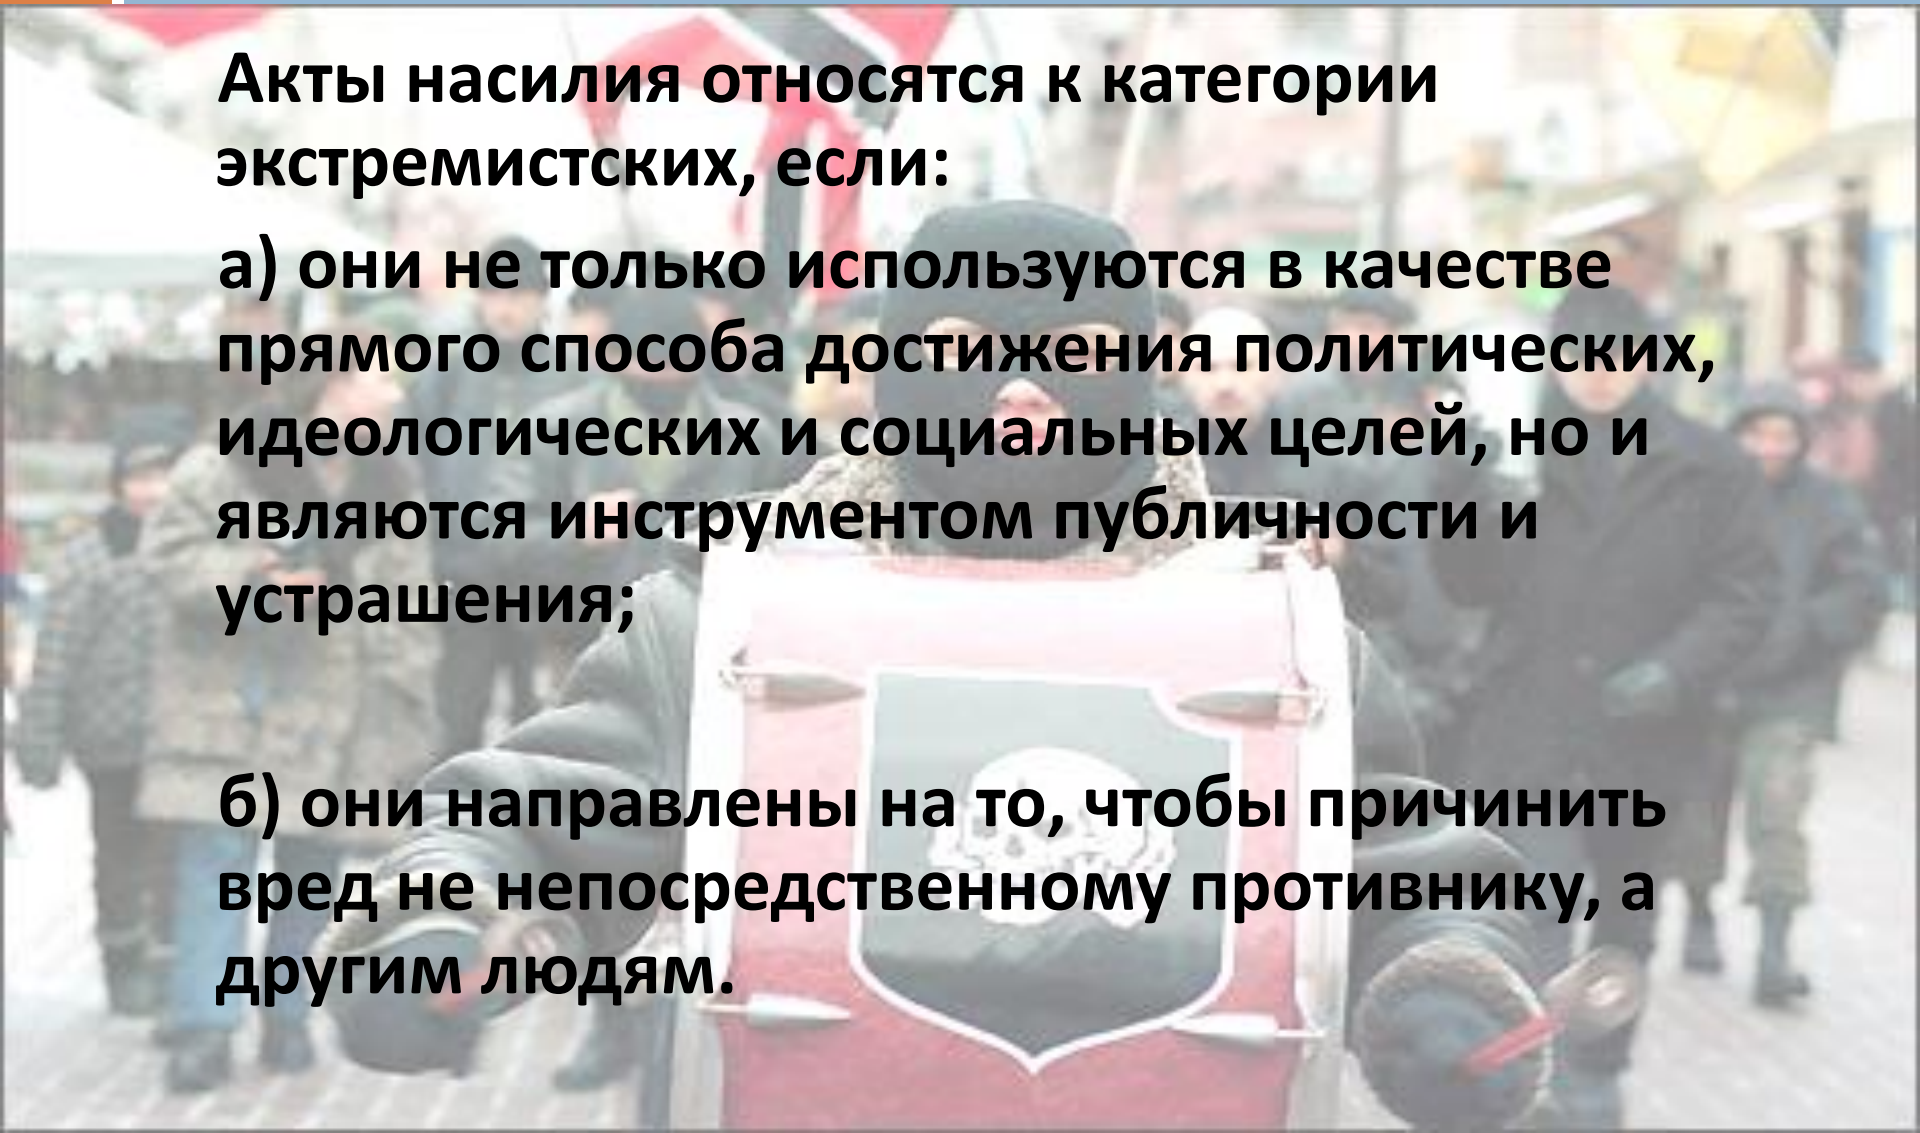 Акты насилия относятся к категории
экстремистских, если:
а) они не только используются в качестве
прямого способа достижения политических,
идеологических и социальных целей, но и
являются инструментом публичности и
устрашения;
б) они направлены на то, чтобы причинить
вред не непосредственному противнику, а
другим людям.